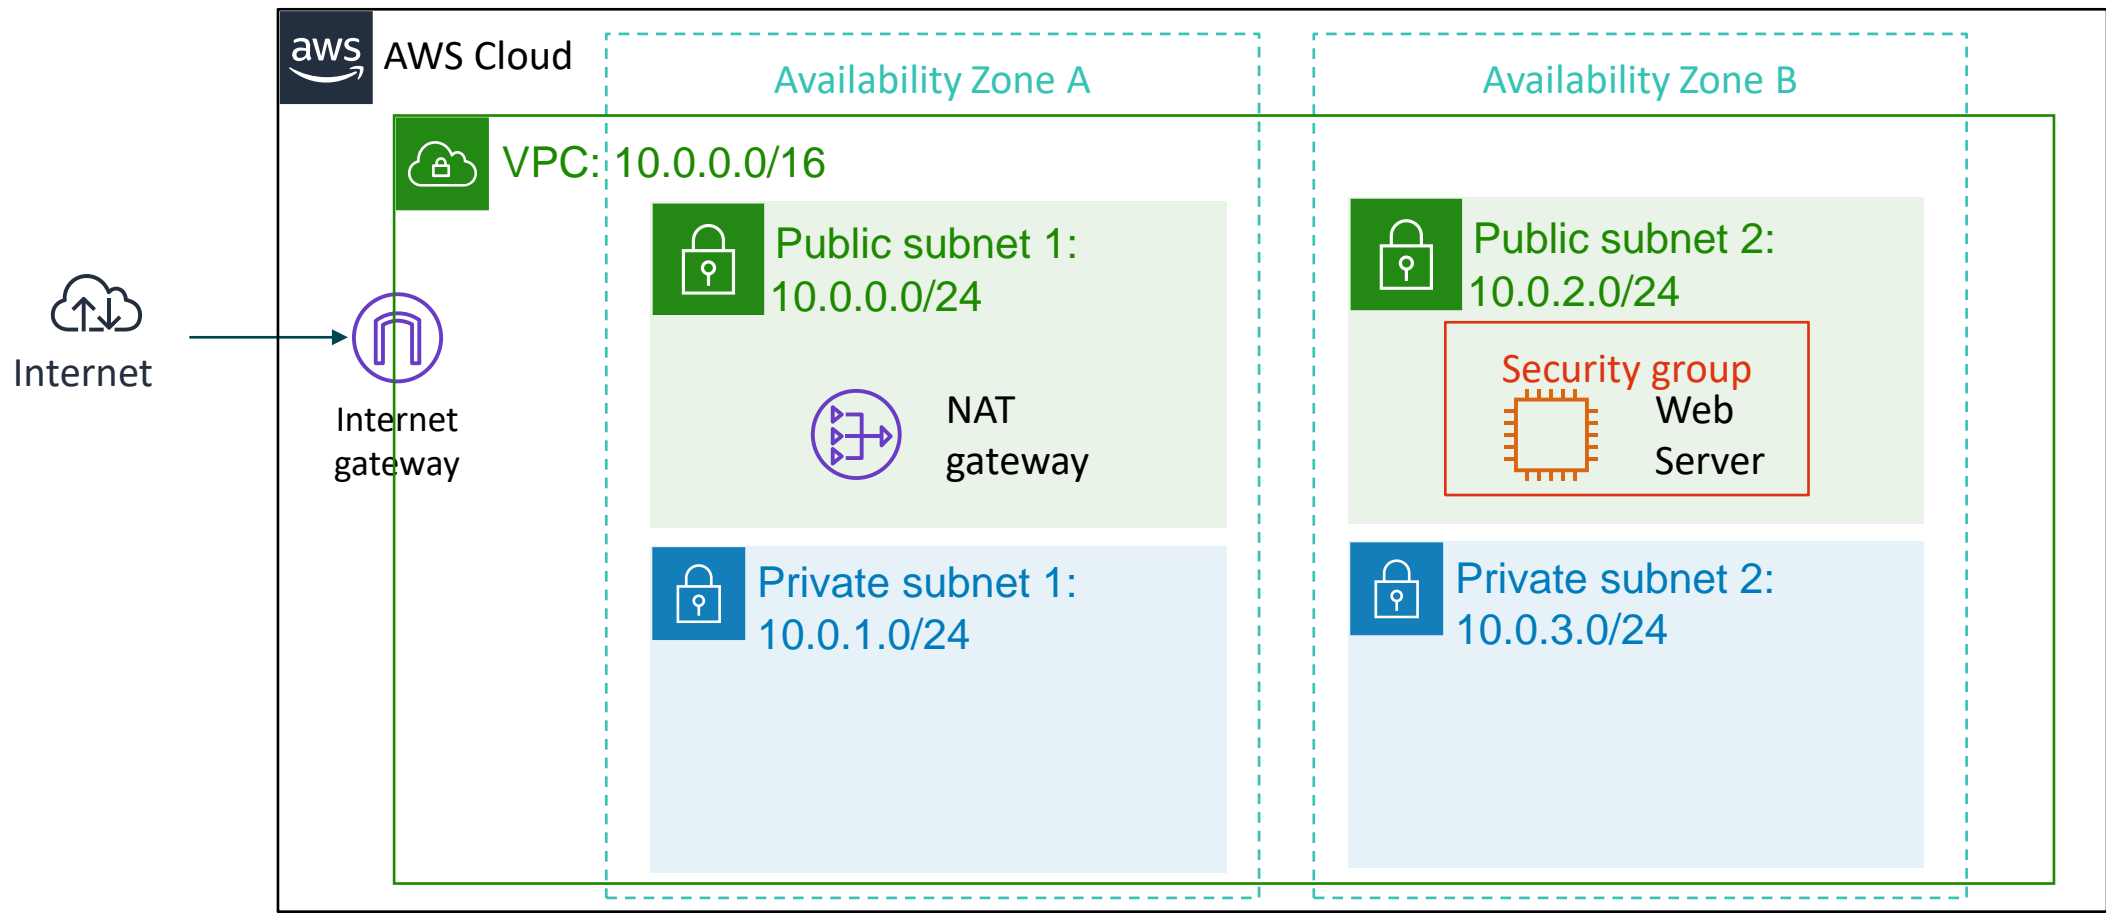 aws
AWS Cloud
Availability Zone A
Availability Zone B
VPC: 10.0.0.0/16
Public subnet 1:
10.0.0.0/24
Public subnet 2:
10.0.2.0/24
Internet
Internet
gateway
NAT
gateway
Security group
Web
Server
Private subnet 1:
10.0.1.0/24
Private subnet 2:
10.0.3.0/24